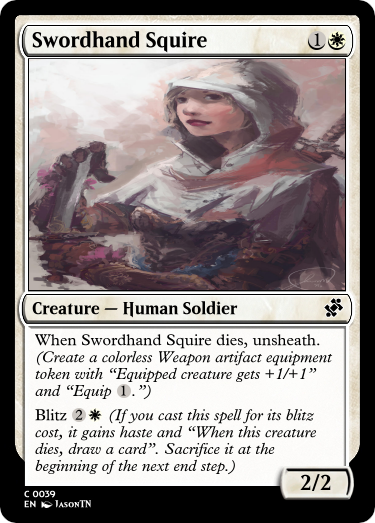 Swordhand Squire 1
Creature — Human Soldier
When Swordhand Squire dies, unsheath.
(Create a colorless Weapon artifact equipment
token with “Equipped creature gets +1/+1”
and “Equip 1.”)
Blitz 2 (If you cast this spell for its blitz
cost, it gains haste and “When this creature
dies, draw a card”. Sacrifice it at the
beginning of the next end step.)
2/2
C 0039
EN JasonTN